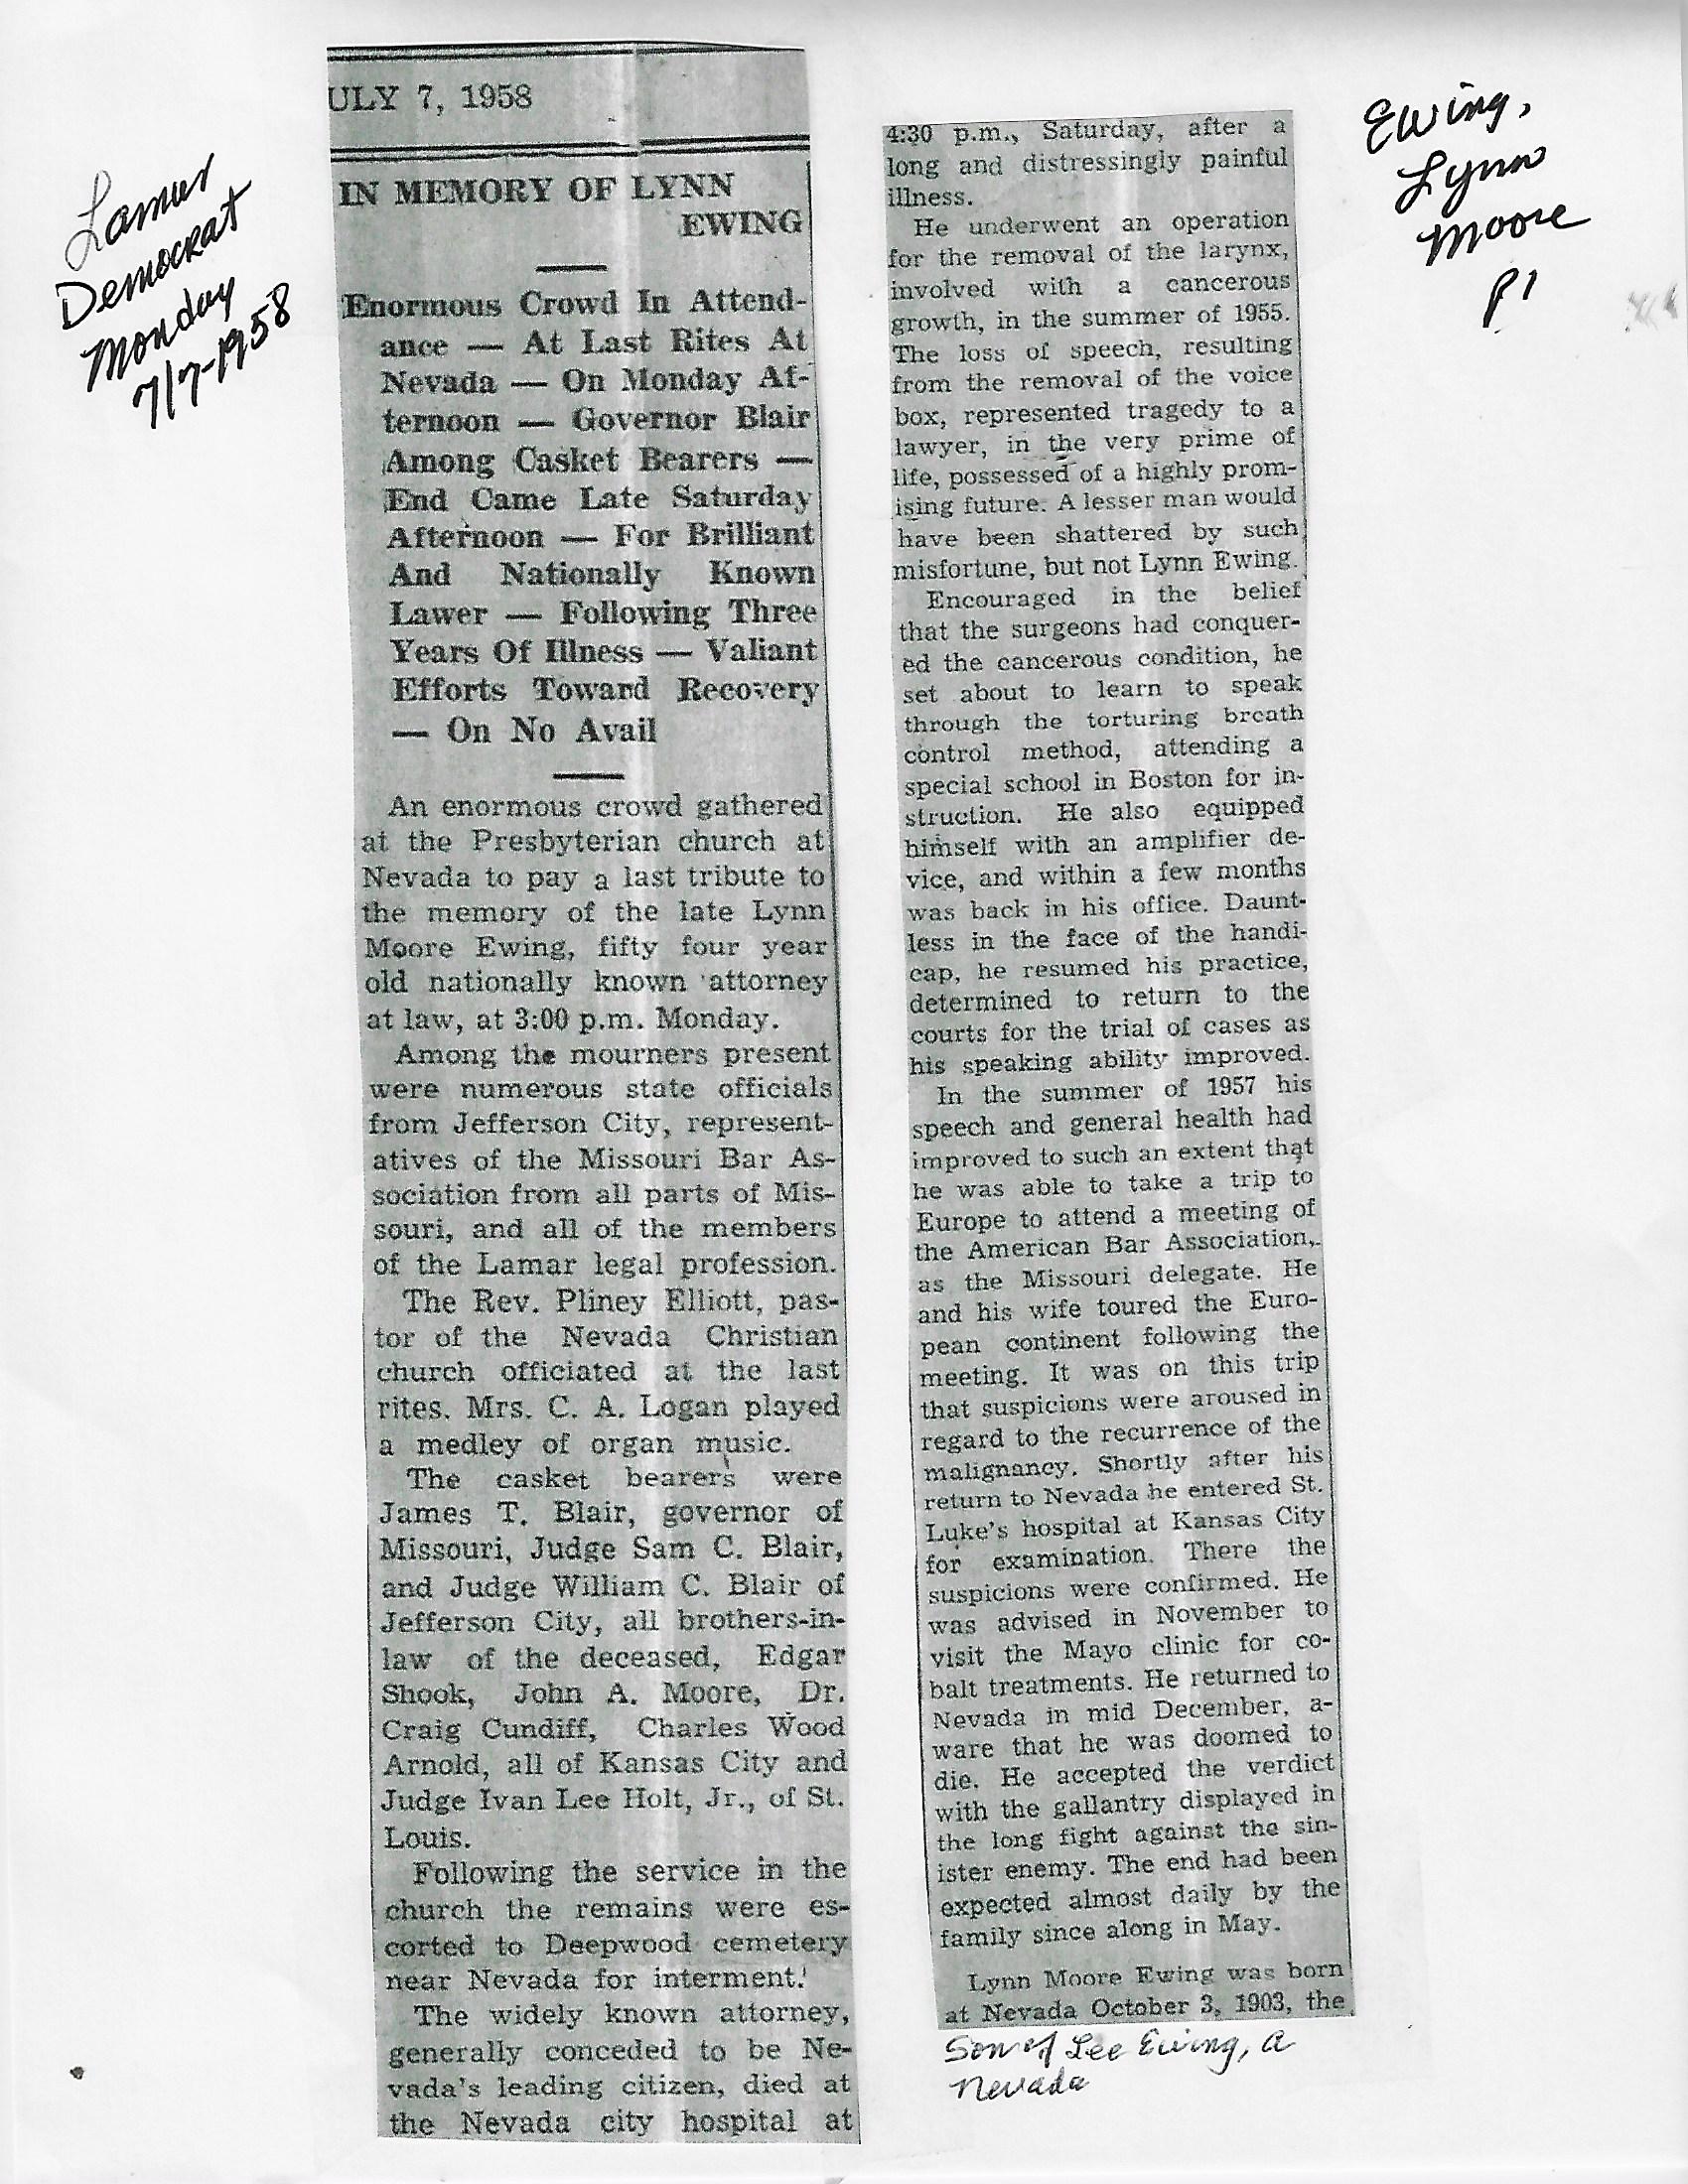 Lamar
Democrat
Monday
7/7-1958
ULY 7, 1958
IN MEMORY OF LYNN
EWING
Enormous Crowd In Attend-
ance — At Last Rites At
Nevada — On Monday Af-
ternoon — Governor Blair
Among Casket Bearers —
End Came Late Saturday
Afternoon — For Brilliant
And Nationally Known
Lawer — Following Three
Years Of Illness — Valiant
Efforts Toward Recovery
— On No Avail
An enormous crowd gathered
at the Presbyterian church at
Nevada to pay a last tribute to
the memory of the late Lynn
Moore Ewing, fifty four year
old nationally known attorney
at law, at 3:00 p.m. Monday.
Among the mourners present
were numerous state officials
from Jefferson City, represent-
atives of the Missouri Bar As-
sociation from all parts of Mis-
souri, and all of the members
of the Lamar legal profession.
The Rev. Pliney Elliott, pas-
tor of the Nevada Christian
church officiated at the last
rites. Mrs. C. A. Logan played
a medley of organ music.
The casket bearers were
James T. Blair, governor of
Missouri, Judge Sam C. Blair,
and Judge William C. Blair of
Jefferson City, all brothers-in-
law of the deceased, Edgar
Shook, John A. Moore, Dr.
Craig Cundiff, Charles Wood
Arnold, all of Kansas City and
Judge Ivan Lee Holt, Jr., of St.
Louis.
Following the service in the
church the remains were es-
corted to Deepwood cemetery
near Nevada for interment.
The widely known attorney,
generally conceded to be Ne-
vada's leading citizen, died at
the Nevada city hospital at
4:30 p.m., Saturday, after a
long and distressingly painful
illness.
He underwent an operation
for the removal of the larynx,
involved with a cancerous
growth, in the summer of 1955.
The loss of speech, resulting
from the removal of the voice
box, represented tragedy to a
lawyer, in the very prime of
life, possessed of a highly prom-
ising future. A lesser man would
have been shattered by such
misfortune, but not Lynn Ewing.
Encouraged in the belief
that the surgeons had conquer-
ed the cancerous condition, he
set about to learn to speak
through the torturing breath
control method, attending a
special school in Boston for in-
struction. He also equipped
himself with an amplifier de-
vice, and within a few months
was back in his office. Daunt-
less in the face of the handi-
cap, he resumed his practice,
determined to return to the
courts for the trial of cases as
his speaking ability improved.
In the summer of 1957 his
speech and general health had
improved to such an extent that
he was able to take a trip to
Europe to attend a meeting of
the American Bar Association,
as the Missouri delegate. He
and his wife toured the Euro-
pean continent following the
meeting. It was on this trip
that suspicions were aroused in
regard to the recurrence of the
malignancy. Shortly after his
return to Nevada he entered St.
Luke's hospital at Kansas City
for examination. There the
suspicions were confirmed. He
was advised in November to
visit the Mayo clinic for co-
balt treatments. He returned to
Nevada in mid December, a-
ware that he was doomed to
die. He accepted the verdict
with the gallantry displayed in
the long fight against the sin-
ister enemy. The end had been
expected almost daily by the
family since along in May.
Lynn Moore Ewing was born
at Nevada October 3, 1903, the
Son of Lee Ewing, a
Nevada
Ewing,
Lynn
Moore
p1